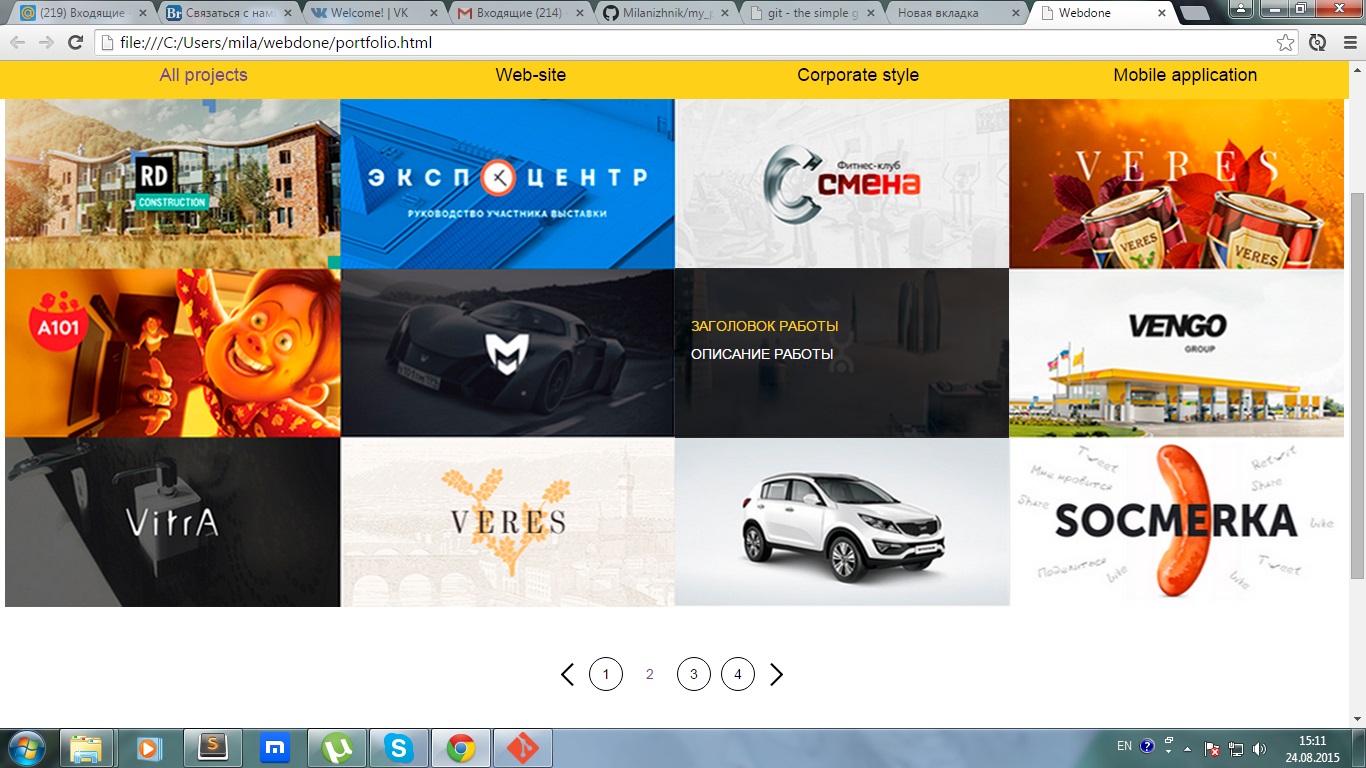 (219) Входящие
Связаться с нам
Welcome! | VK
Входящие (214)
Milanizhnik/my_p
git - the simple g
Новая вкладка
Webdone
file:///C:/Users/mila/webdone/portfolio.html
All projects
Web-site
Corporate style
Mobile application
RD
CONSTRUCTION
ЭКСПОЦЕНТР
РУКОВОДСТВО УЧАСТНИКА ВЫСТАВКИ
Фитнес-клуб
СМЕНА
VERES
VERES
VERES
А101
ЗАГОЛОВОК РАБОТЫ
ОПИСАНИЕ РАБОТЫ
VENGO
GROUP
VitrA
VERES
Tweet
Retwit
Мне нравится
Share
Share
SOCMERKA
like
Поделиться
like
like
Tweet
1
2
3
4
EN
15:11
24.08.2015